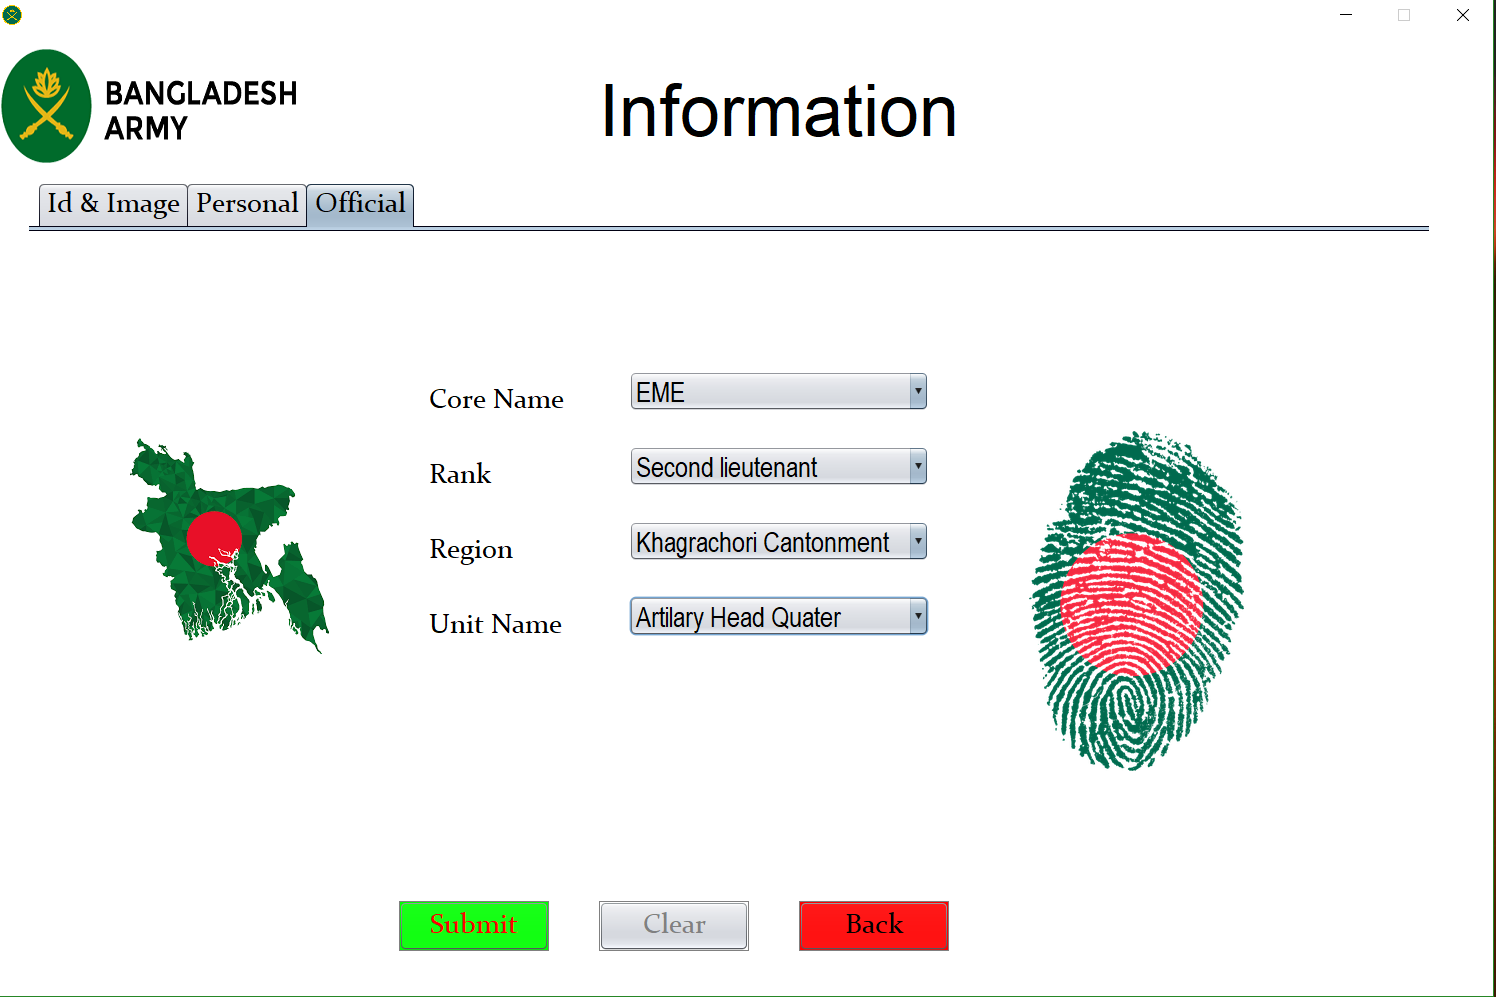 BANGLADESH
ARMY
Information
Id & Image Personal Official
Core Name EME
Rank Second lieutenant
Region Khagrachori Cantonment
Unit Name Artilary Head Quater
Submit Clear Back